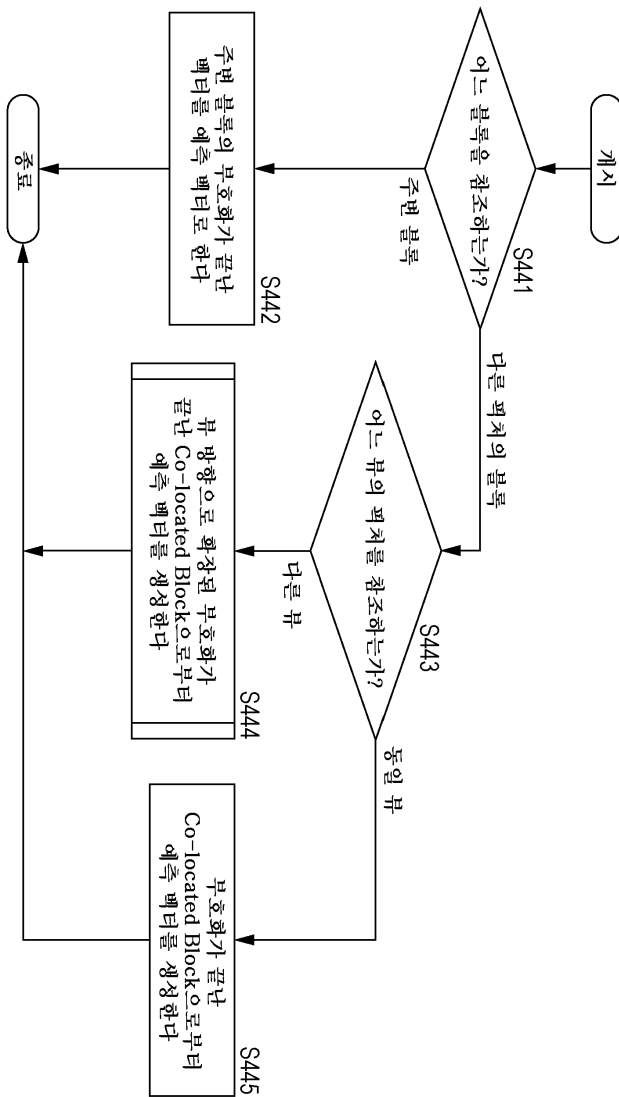 개시
어느 블록을 참조하는가?
S441
주변 블록
다른 픽처의 블록
S442
주변 블록의 부호화가 끝난
벡터를 예측 벡터로 한다
어느 뷰의 픽처를 참조하는가?
S443
다른 뷰
동일 뷰
S444
뷰 방향으로 확장된 부호화가
끝난 Co-located Block으로부터
예측 벡터를 생성한다
S445
부호화가 끝난
Co-located Block으로부터
예측 벡터를 생성한다
종료